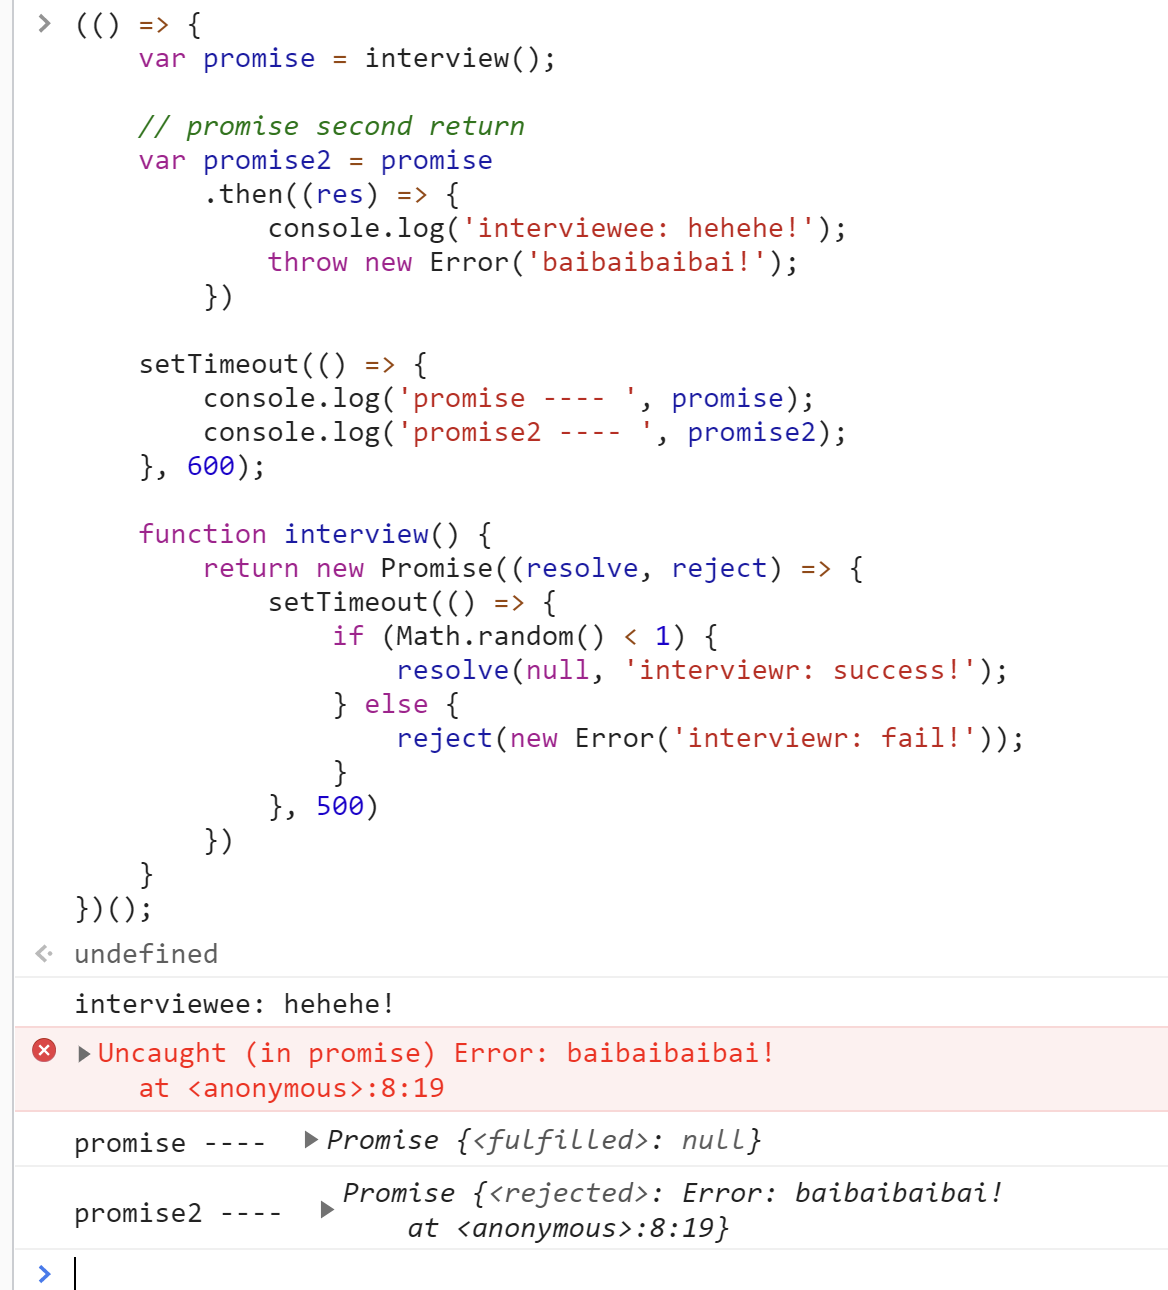 (() => {
var promise = interview();
// promise second return
var promise2 = promise
.then((res) => {
console.log('interviewee: hehehe!');
throw new Error('baibaibaibai!');
})
setTimeout(() => {
console.log('promise ---- ', promise);
console.log('promise2 ---- ', promise2);
}, 600);
function interview() {
return new Promise((resolve, reject) => {
setTimeout(() => {
if (Math.random() < 1) {
resolve(null, 'interviewr: success!');
} else {
reject(new Error('interviewr: fail!'));
}
}, 500)
})
}
})();
undefined
interviewee: hehehe!
Uncaught (in promise) Error: baibaibaibai!
at <anonymous>:8:19
promise ---- Promise {<fulfilled>: null}
promise2 ---- Promise {<rejected>: Error: baibaibaibai!
at <anonymous>:8:19}